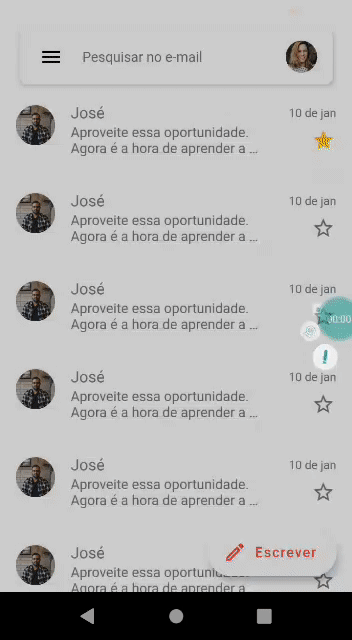 Pesquisar no e-mail
José
10 de jan
Aproveite essa oportunidade.
Agora é a hora de aprender a ...
José
10 de jan
Aproveite essa oportunidade.
Agora é a hora de aprender a ...
José
10 de jan
Aproveite essa oportunidade.
Agora é a hora de aprender a ...
00:00
José
10 de jan
Aproveite essa oportunidade.
Agora é a hora de aprender a ...
José
10 de jan
Aproveite essa oportunidade.
Agora é a hora de aprender a ...
José
Escrever
Aproveite essa oportunidade.
Agora é a hora de aprender a ...